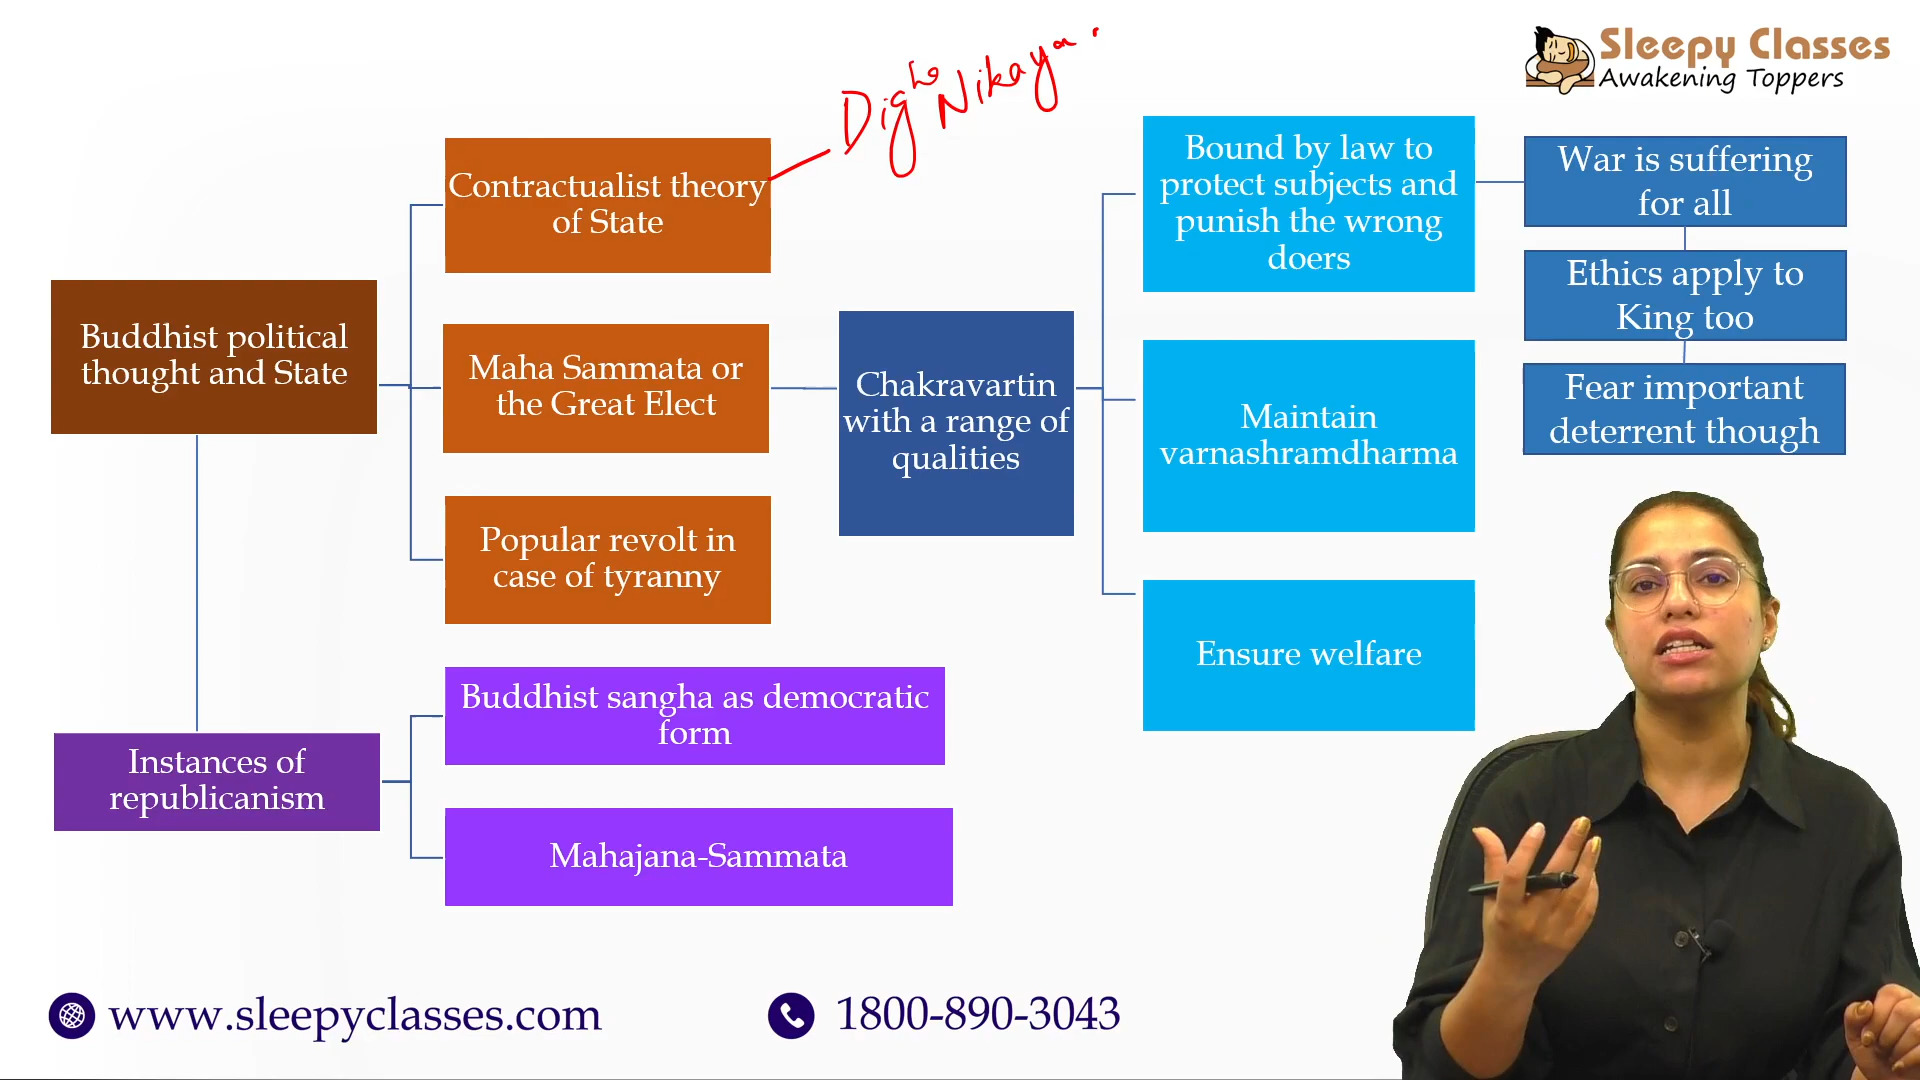 Sleepy Classes
Awakening Toppers
Digho Nikaya
Contractualist theory
of State
Bound by law to
protect subjects and
punish the wrong
doers
War is suffering
for all
Ethics apply to
King too
Fear important
deterrent though
Buddhist political
thought and State
Maha Sammata or
the Great Elect
Chakravartin
with a range of
qualities
Maintain
varnashramdharma
Popular revolt in
case of tyranny
Ensure welfare
Buddhist sangha as democratic
form
Instances of
republicanism
Mahajana-Sammata
www.sleepyclasses.com
1800-890-3043